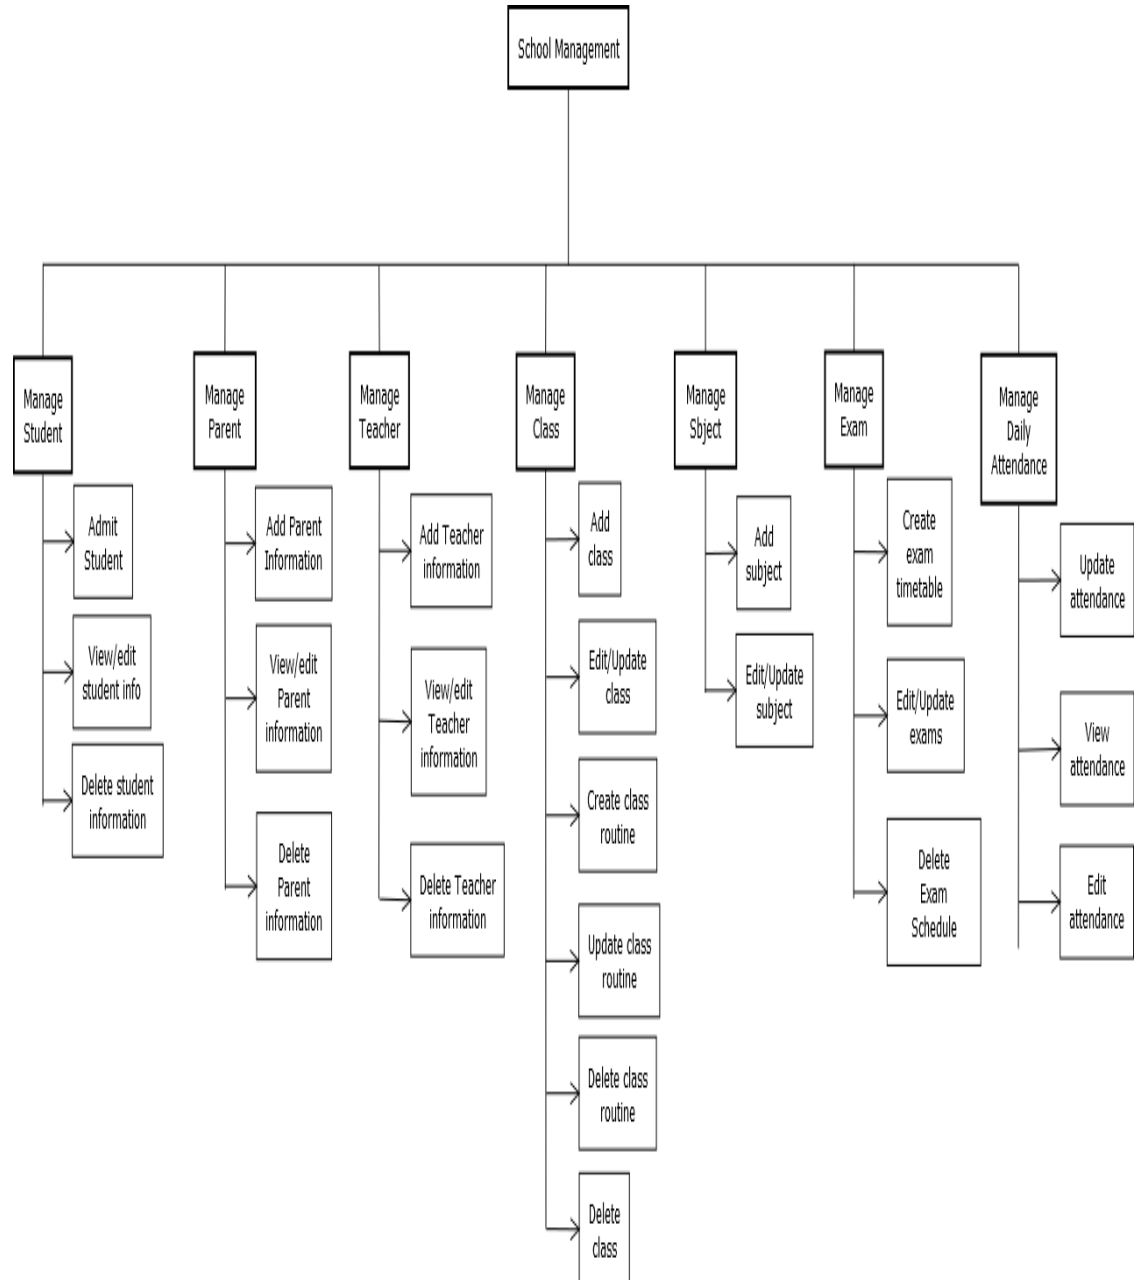 School Management
Manage
Student
Manage
Parent
Manage
Teacher
Manage
Class
Manage
Sbject
Manage
Exam
Manage
Daily
Attendance
Admit
Student
View/edit
student info
Delete student
information
Add Parent
Information
View/edit
Parent
information
Delete
Parent
information
Add Teacher
information
View/edit
Teacher
information
Delete Teacher
information
Add
class
Edit/Update
class
Create class
routine
Update class
routine
Delete class
routine
Delete
class
Add
subject
Edit/Update
subject
Create
exam
timetable
Edit/Update
exams
Delete
Exam
Schedule
Update
attendance
View
attendance
Edit
attendance